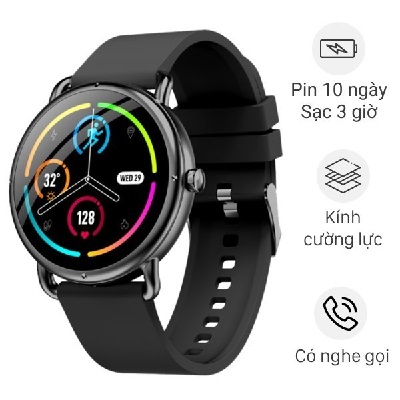 Pin 10 ngày
Sạc 3 giờ
WED 29
32°
128
Kính
cường lực
Có nghe gọi